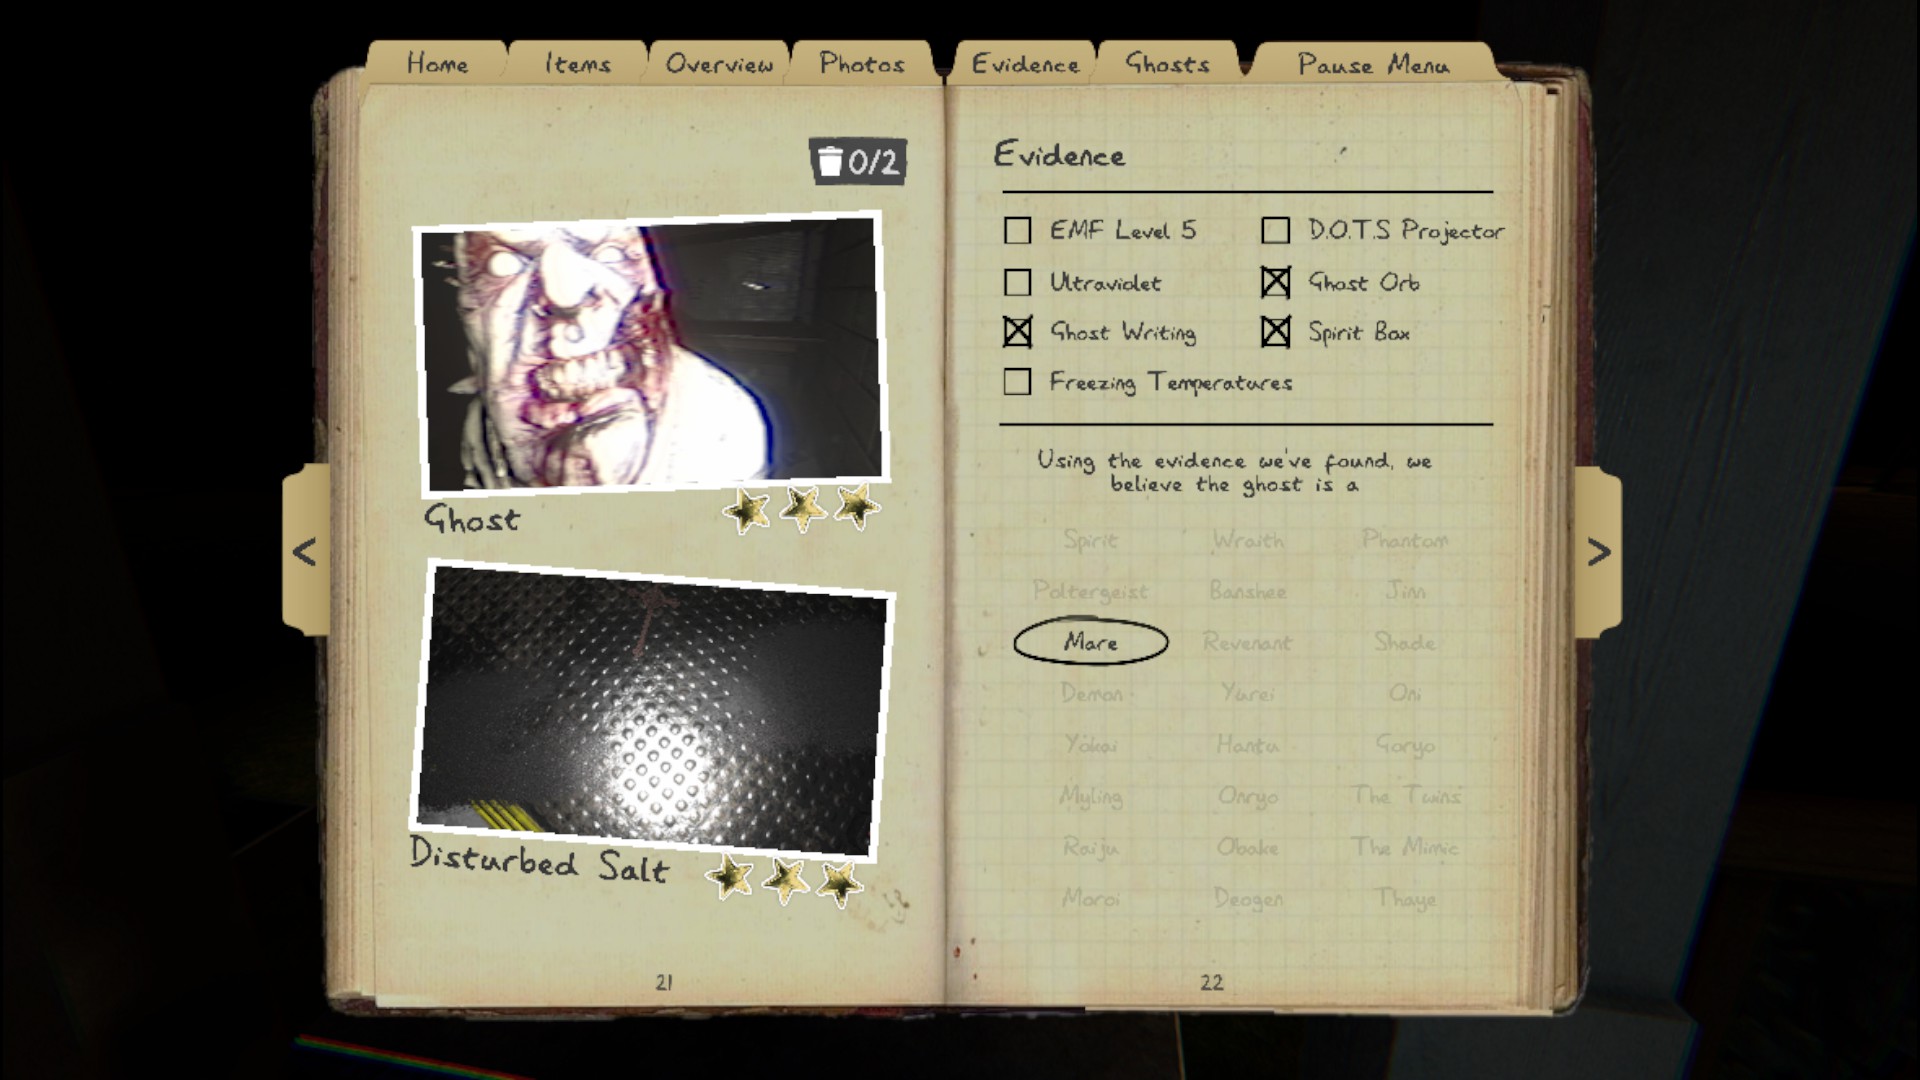 Home Items Overview Photos Evidence Ghosts Pause Menu
0/2
Ghost
Disturbed Salt
21
Evidence
EMF Level 5 D.O.T.S Projector
Ultraviolet Ghost Orb
Ghost Writing Spirit Box
Freezing Temperatures
Using the evidence we've found, we
believe the ghost is a
Spirit Wraith Phantom
Poltergeist Banshee Jinn
Mare Revenant Shade
Demon Yurei Oni
Yokai Hantu Goryo
Myling Onryo The Twins
Raiju Obake The Mimic
Moroi Deogen Thaye
22
< >